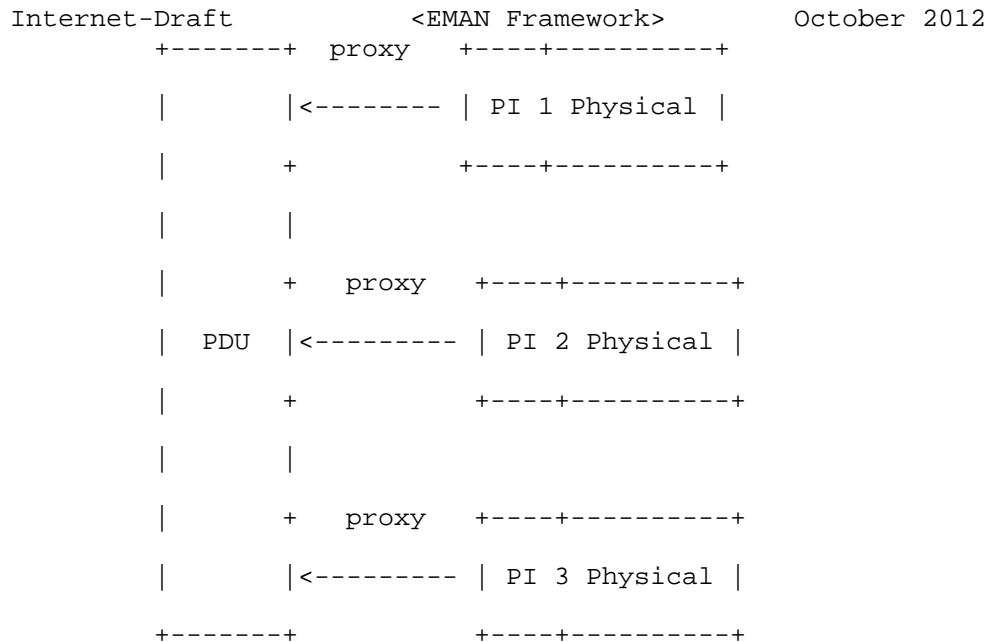 Internet-Draft            <EMAN Framework>        October 2012
         +-------+  proxy   +----+----------+
         |       |<-------- | PI 1 Physical |
         |       +          +----+----------+
         |       |
         |       +   proxy   +----+----------+
         |  PDU  |<--------- | PI 2 Physical |
         |       +           +----+----------+
         |       |
         |       +   proxy   +----+----------+
         |       |<--------- | PI 3 Physical |
         +-------+           +----+----------+